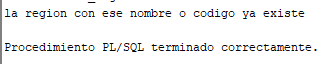 la region con ese nombre o codigo ya existe
Procedimiento PL/SQL terminado correctamente.